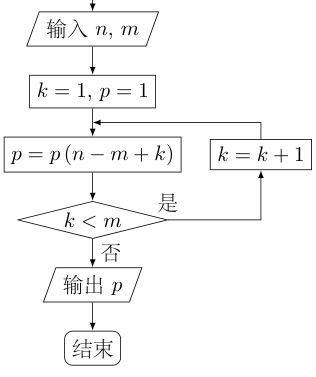 输入 n, m
k = 1, p = 1
p = p (n − m + k)
k = k + 1
k < m
是
否
输出 p
结束